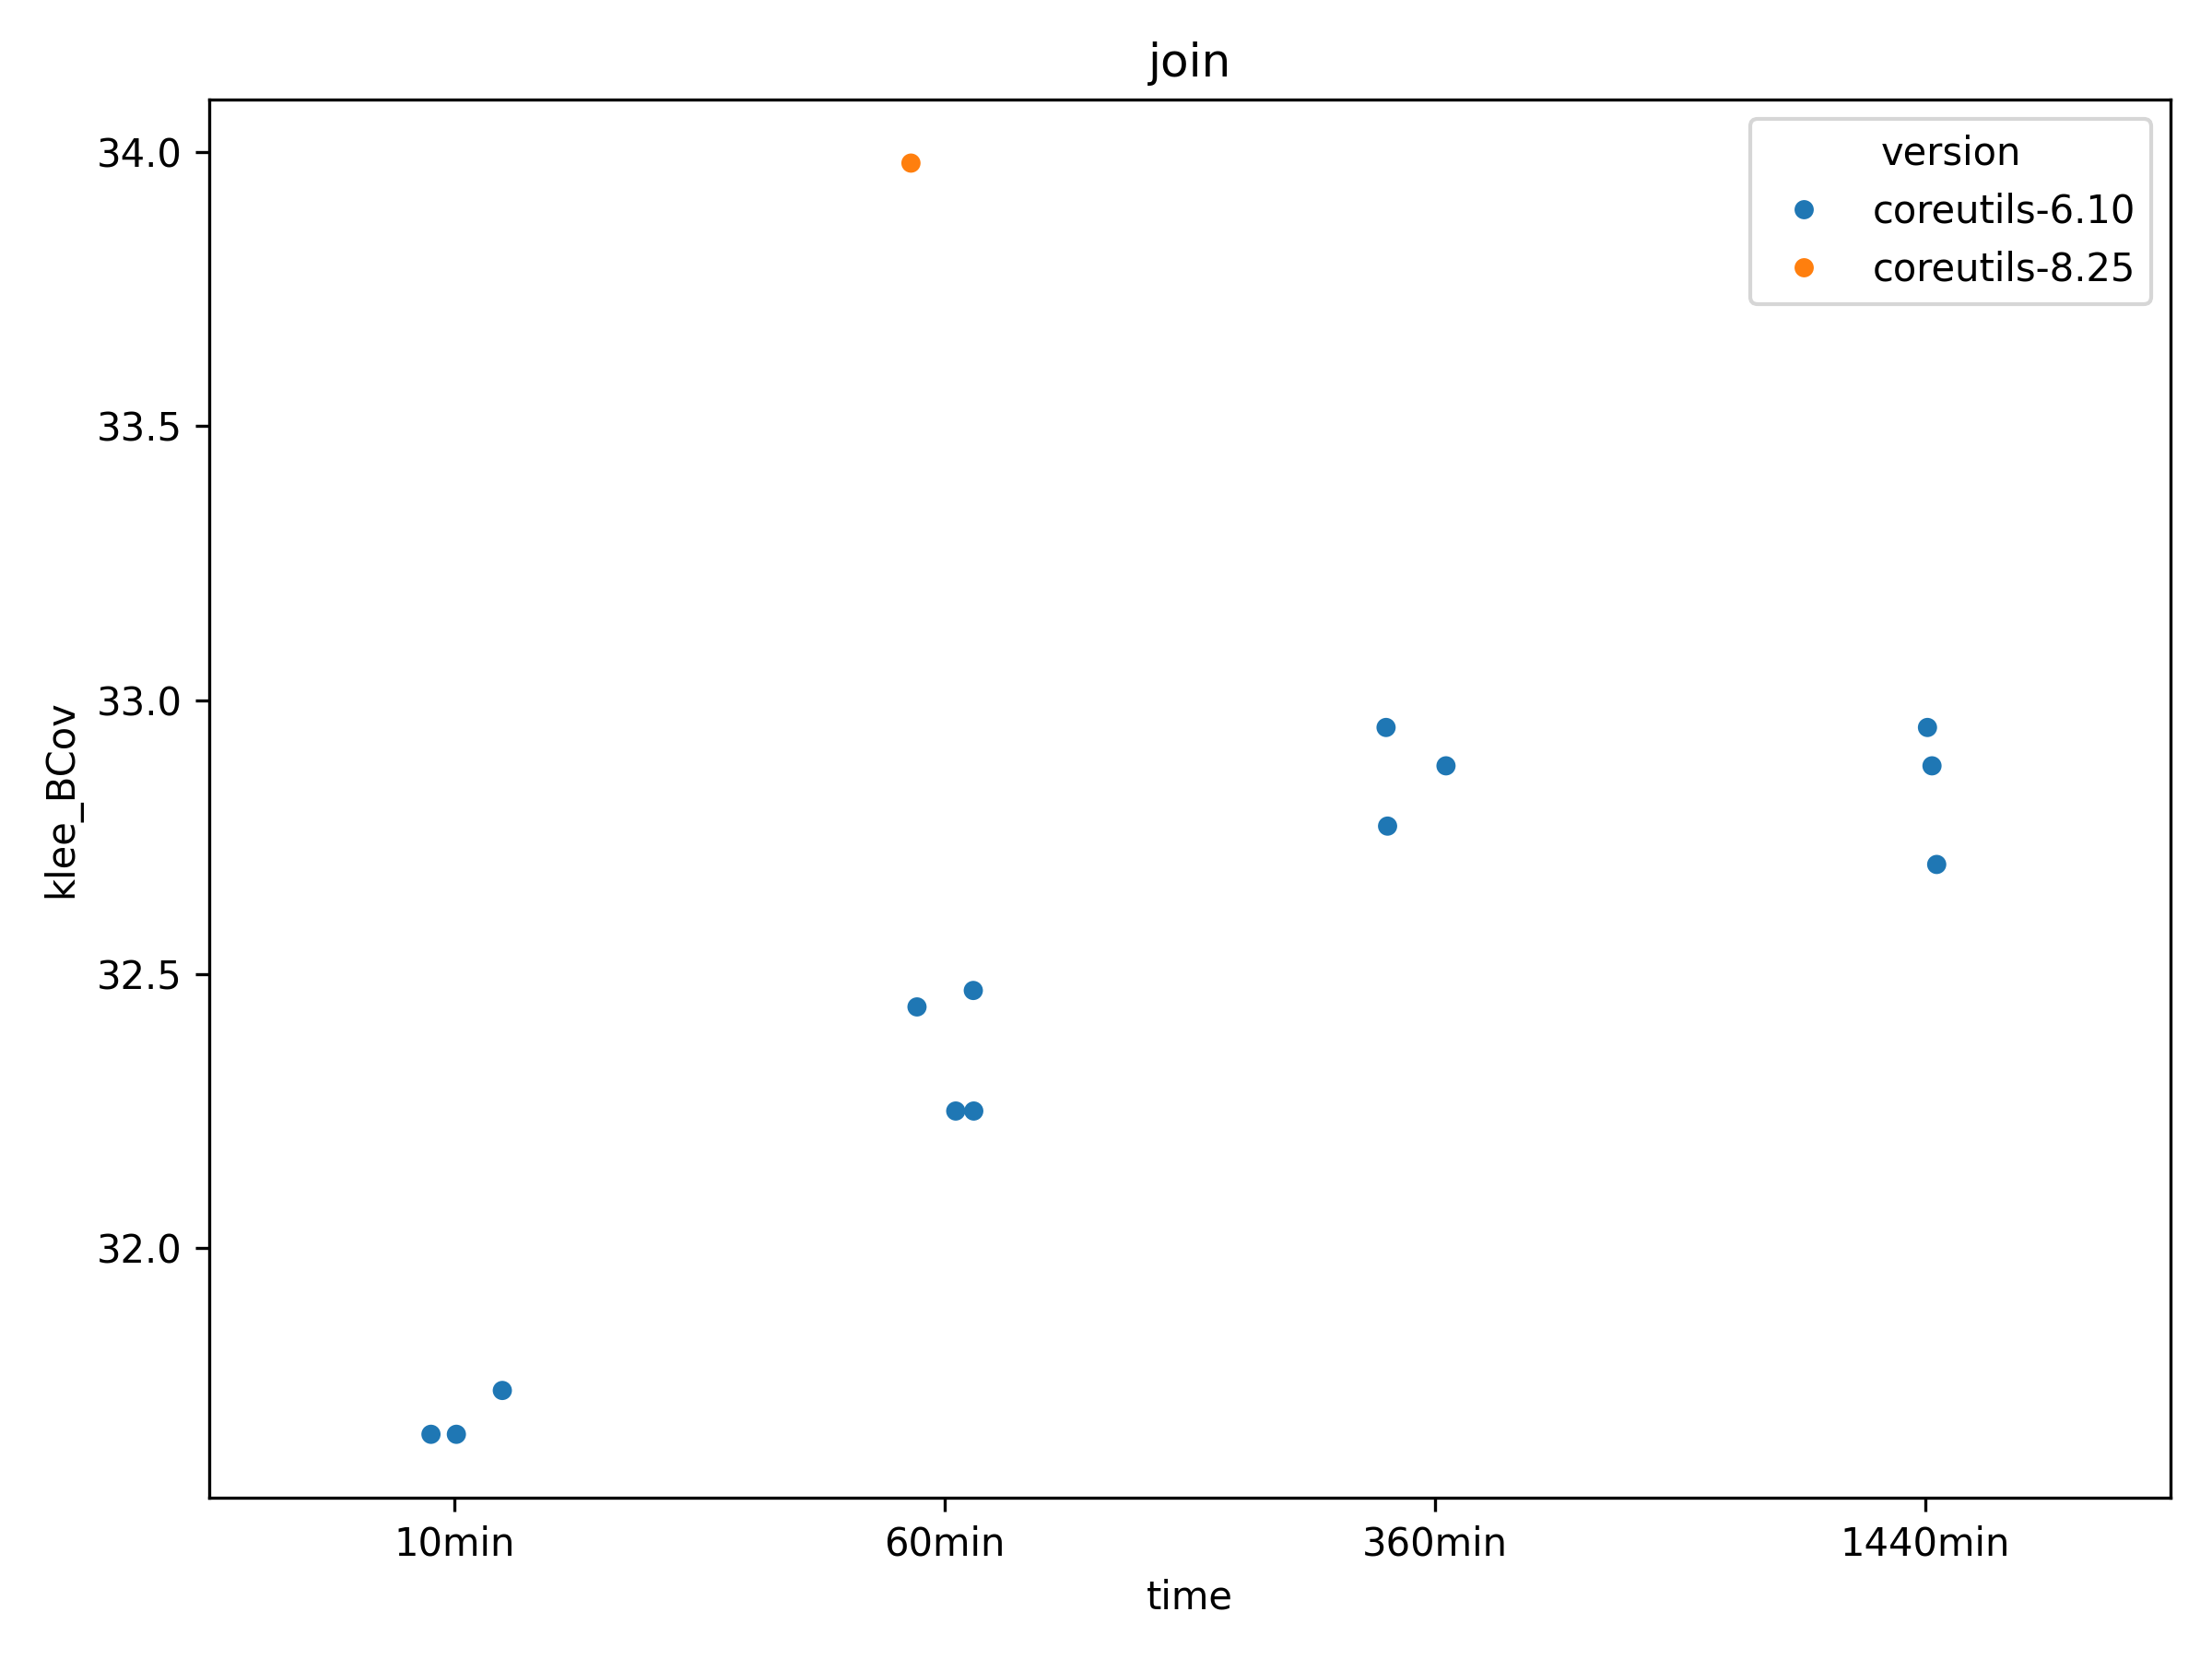 join
version
coreutils-6.10
coreutils-8.25
klee_BCov
34.0
33.5
33.0
32.5
32.0
10min
60min
360min
1440min
time